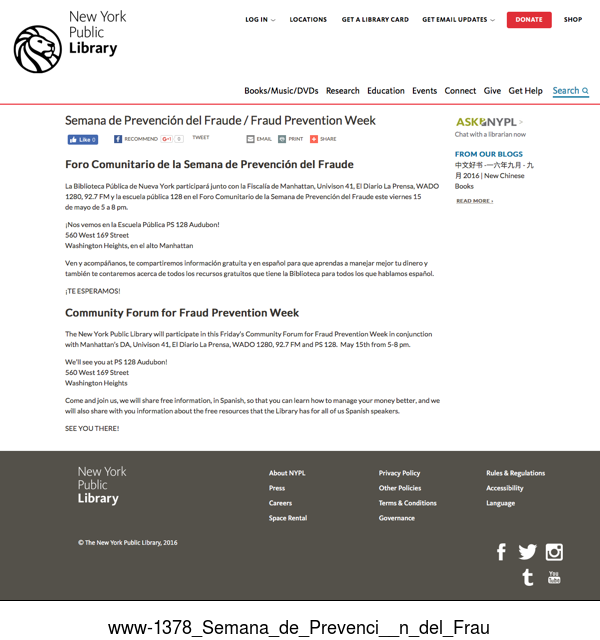 New York
Public
Library
LOG IN
LOCATIONS
GET A LIBRARY CARD
GET EMAIL UPDATES
DONATE
SHOP
Books/Music/DVDs Research Education Events Connect Give Get Help Search
Semana de Prevención del Fraude / Fraud Prevention Week
Like 0
RECOMMEND
G+1 0
TWEET
EMAIL
PRINT
SHARE
ASK NYPL >
Chat with a librarian now
FROM OUR BLOGS
中文好书 -一六年九月 - 九
月 2016 | New Chinese
Books
READ MORE ›
Foro Comunitario de la Semana de Prevención del Fraude
La Biblioteca Pública de Nueva York participará junto con la Fiscalía de Manhattan, Univison 41, El Diario La Prensa, WADO
1280, 92.7 FM y la escuela pública 128 en el Foro Comunitario de la Semana de Prevención del Fraude este viernes 15
de mayo de 5 a 8 pm.
¡Nos vemos en la Escuela Pública PS 128 Audubon!
560 West 169 Street
Washington Heights, en el alto Manhattan
Ven y acompáñanos, te compartiremos información gratuita y en español para que aprendas a manejar mejor tu dinero y
también te contaremos acerca de todos los recursos gratuitos que tiene la Biblioteca para todos los que hablamos español.
¡TE ESPERAMOS!
Community Forum for Fraud Prevention Week
The New York Public Library will participate in this Friday's Community Forum for Fraud Prevention Week in conjunction
with Manhattan's DA, Univison 41, El Diario La Prensa, WADO 1280, 92.7 FM and PS 128. May 15th from 5-8 pm.
We'll see you at PS 128 Audubon!
560 West 169 Street
Washington Heights
Come and join us, we will share free information, in Spanish, so that you can learn how to manage your money better, and we
will also share with you information about the free resources that the Library has for all of us Spanish speakers.
SEE YOU THERE!
New York
Public
Library
About NYPL
Press
Careers
Space Rental
Privacy Policy
Other Policies
Terms & Conditions
Governance
Rules & Regulations
Accessibility
Language
© The New York Public Library, 2016
You Tube
www-1378_Semana_de_Prevenci__n_del_Frau